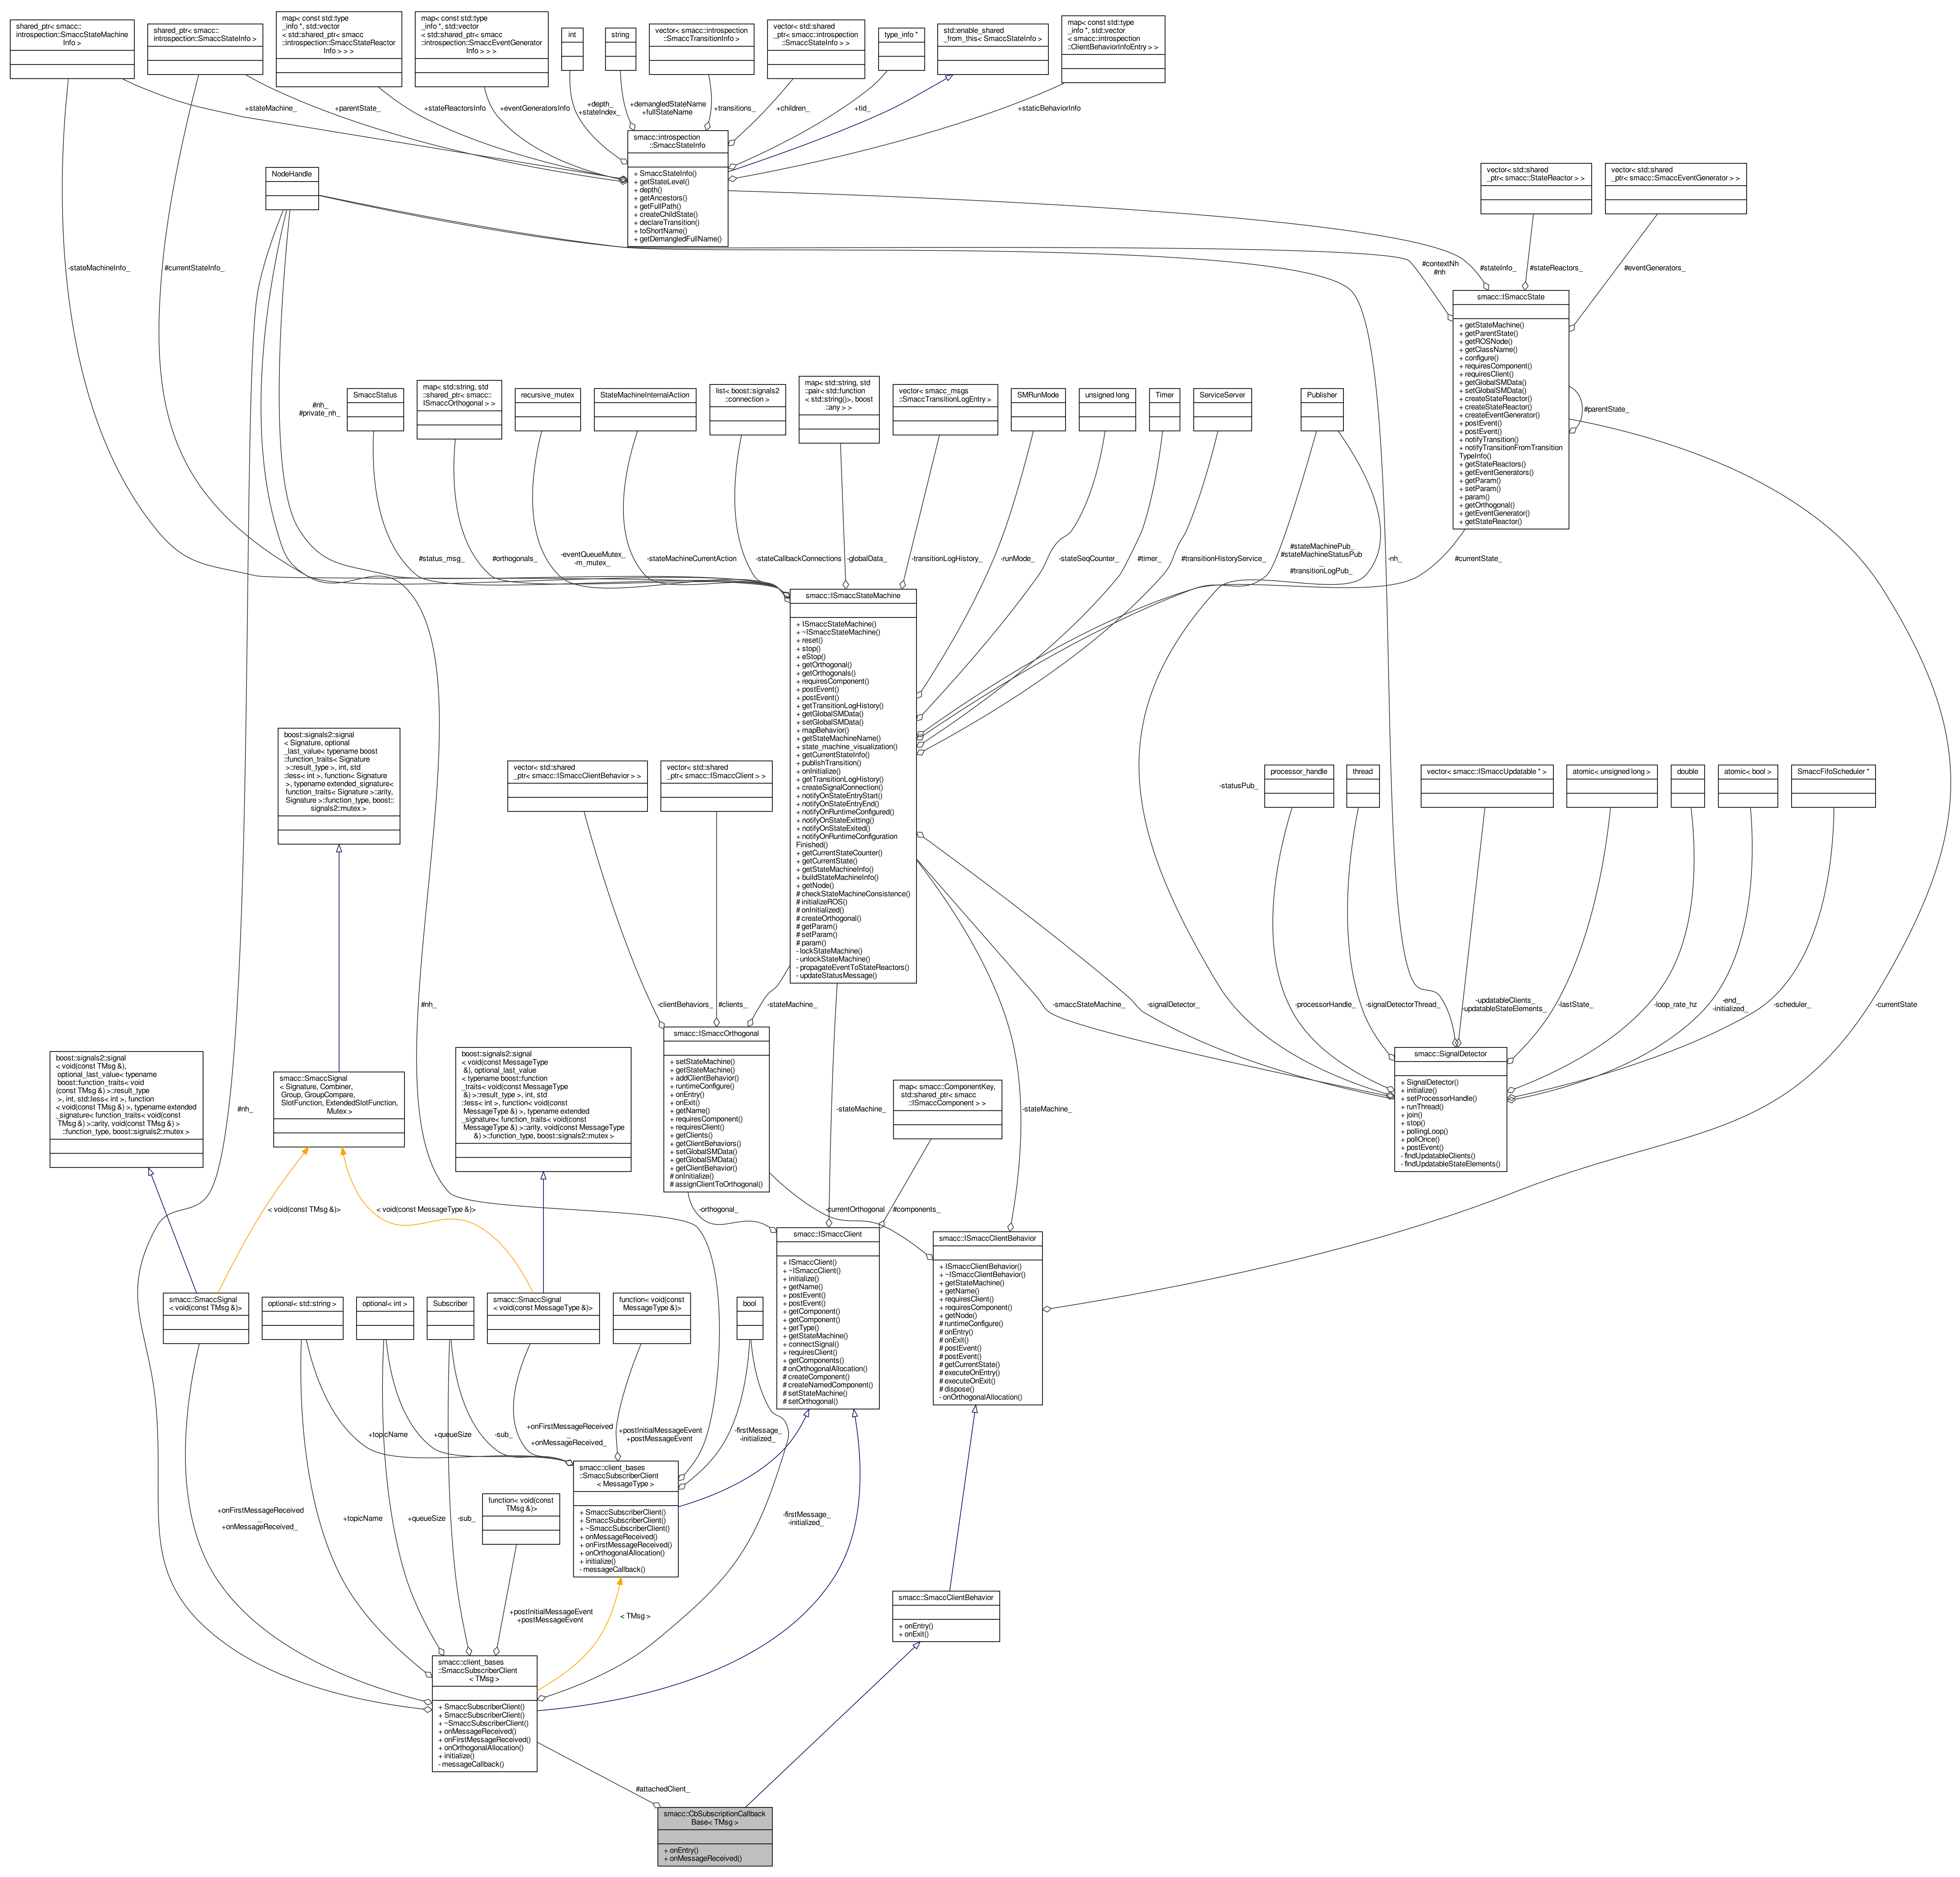 shared_ptr< smacc::
introspection::SmaccStateMachine
Info >
shared_ptr< smacc::
introspection::SmaccStateInfo >
map< const std::type
_info *, std::vector
< std::shared_ptr< smacc
::introspection::SmaccStateReactor
Info > > >
map< const std::type
_info *, std::vector
< std::shared_ptr< smacc
::introspection::SmaccEventGenerator
Info > > >
int
string
vector< smacc::introspection
::SmaccTransitionInfo >
vector< std::shared
_ptr< smacc::introspection
::SmaccStateInfo > >
type_info *
std::enable_shared
_from_this< SmaccStateInfo >
map< const std::type
_info *, std::vector
< smacc::introspection
::ClientBehaviorInfoEntry > >
+stateMachine_
+parentState_
+stateReactorsInfo
+eventGeneratorsInfo
+depth_
+stateIndex_
+demangledStateName
+fullStateName
+transitions_
+children_
+tid_
+staticBehaviorInfo
smacc::introspection
::SmaccStateInfo
+ SmaccStateInfo()
+ getStateLevel()
+ depth()
+ getAncestors()
+ getFullPath()
+ createChildState()
+ declareTransition()
+ toShortName()
+ getDemangledFullName()
NodeHandle
vector< std::shared
_ptr< smacc::StateReactor > >
vector< std::shared
_ptr< smacc::SmaccEventGenerator > >
-stateMachineInfo_
#currentStateInfo_
#contextNh
#nh
#stateInfo_
#stateReactors_
#eventGenerators_
smacc::ISmaccState
+ getStateMachine()
+ getParentState()
+ getROSNode()
+ getClassName()
+ configure()
+ requiresComponent()
+ requiresClient()
+ getGlobalSMData()
+ setGlobalSMData()
+ createStateReactor()
+ createStateReactor()
+ createEventGenerator()
+ postEvent()
+ postEvent()
+ notifyTransition()
+ notifyTransitionFromTransition
TypeInfo()
+ getStateReactors()
+ getEventGenerators()
+ getParam()
+ setParam()
+ param()
+ getOrthogonal()
+ getEventGenerator()
+ getStateReactor()
#parentState_
#nh_
#private_nh_
SmaccStatus
map< std::string, std
::shared_ptr< smacc::
ISmaccOrthogonal > >
recursive_mutex
StateMachineInternalAction
list< boost::signals2
::connection >
map< std::string, std
::pair< std::function
< std::string()>, boost
::any > >
vector< smacc_msgs
::SmaccTransitionLogEntry >
SMRunMode
unsigned long
Timer
ServiceServer
Publisher
#status_msg_
#orthogonals_
-eventQueueMutex_
-m_mutex_
-stateMachineCurrentAction
-stateCallbackConnections
-globalData_
-transitionLogHistory_
-runMode_
-stateSeqCounter_
#timer_
#transitionHistoryService_
#stateMachinePub_
#stateMachineStatusPub
_
#transitionLogPub_
-nh_
#currentState_
smacc::ISmaccStateMachine
+ ISmaccStateMachine()
+ ~ISmaccStateMachine()
+ reset()
+ stop()
+ eStop()
+ getOrthogonal()
+ getOrthogonals()
+ requiresComponent()
+ postEvent()
+ postEvent()
+ getTransitionLogHistory()
+ getGlobalSMData()
+ setGlobalSMData()
+ mapBehavior()
+ getStateMachineName()
+ state_machine_visualization()
+ getCurrentStateInfo()
+ publishTransition()
+ onInitialize()
+ getTransitionLogHistory()
+ createSignalConnection()
+ notifyOnStateEntryStart()
+ notifyOnStateEntryEnd()
+ notifyOnRuntimeConfigured()
+ notifyOnStateExitting()
+ notifyOnStateExited()
+ notifyOnRuntimeConfiguration
Finished()
+ getCurrentStateCounter()
+ getCurrentState()
+ getStateMachineInfo()
+ buildStateMachineInfo()
+ getNode()
# checkStateMachineConsistence()
# initializeROS()
# onInitialized()
# createOrthogonal()
# getParam()
# setParam()
# param()
- lockStateMachine()
- unlockStateMachine()
- propagateEventToStateReactors()
- updateStatusMessage()
boost::signals2::signal
< Signature, optional
_last_value< typename boost
::function_traits< Signature
>::result_type >, int, std
::less< int >, function< Signature
>, typename extended_signature<
function_traits< Signature >::arity,
Signature >::function_type, boost::
signals2::mutex >
vector< std::shared
_ptr< smacc::ISmaccClientBehavior > >
vector< std::shared
_ptr< smacc::ISmaccClient > >
-statusPub_
processor_handle
thread
vector< smacc::ISmaccUpdatable * >
atomic< unsigned long >
double
atomic< bool >
SmaccFifoScheduler *
#nh_
-clientBehaviors_
#clients_
-stateMachine_
-smaccStateMachine_
-signalDetector_
-processorHandle_
-signalDetectorThread_
-updatableClients_
-updatableStateElements_
-lastState_
-loop_rate_hz
-end_
-initialized_
-scheduler_
-currentState
smacc::ISmaccOrthogonal
+ setStateMachine()
+ getStateMachine()
+ addClientBehavior()
+ runtimeConfigure()
+ onEntry()
+ onExit()
+ getName()
+ requiresComponent()
+ requiresClient()
+ getClients()
+ getClientBehaviors()
+ setGlobalSMData()
+ getGlobalSMData()
+ getClientBehavior()
# onInitialize()
# assignClientToOrthogonal()
smacc::SignalDetector
+ SignalDetector()
+ initialize()
+ setProcessorHandle()
+ runThread()
+ join()
+ stop()
+ pollingLoop()
+ pollOnce()
+ postEvent()
- findUpdatableClients()
- findUpdatableStateElements()
boost::signals2::signal
< void(const TMsg &),
optional_last_value< typename
boost::function_traits< void
(const TMsg &) >::result_type
>, int, std::less< int >, function
< void(const TMsg &) >, typename extended
_signature< function_traits< void(const
TMsg &) >::arity, void(const TMsg &) >
::function_type, boost::signals2::mutex >
smacc::SmaccSignal
< Signature, Combiner,
Group, GroupCompare,
SlotFunction, ExtendedSlotFunction,
Mutex >
boost::signals2::signal
< void(const MessageType
&), optional_last_value
< typename boost::function
_traits< void(const MessageType
&) >::result_type >, int, std
::less< int >, function< void(const
MessageType &) >, typename extended
_signature< function_traits< void(const
MessageType &) >::arity, void(const MessageType
&) >::function_type, boost::signals2::mutex >
#nh_
-stateMachine_
map< smacc::ComponentKey,
std::shared_ptr< smacc
::ISmaccComponent > >
-stateMachine_
< void(const TMsg &)>
< void(const MessageType &)>
-orthogonal_
-currentOrthogonal
#components_
smacc::ISmaccClient
+ ISmaccClient()
+ ~ISmaccClient()
+ initialize()
+ getName()
+ postEvent()
+ postEvent()
+ getComponent()
+ getComponent()
+ getType()
+ getStateMachine()
+ connectSignal()
+ requiresClient()
+ getComponents()
# onOrthogonalAllocation()
# createComponent()
# createNamedComponent()
# setStateMachine()
# setOrthogonal()
smacc::ISmaccClientBehavior
+ ISmaccClientBehavior()
+ ~ISmaccClientBehavior()
+ getStateMachine()
+ getName()
+ requiresClient()
+ requiresComponent()
+ getNode()
# runtimeConfigure()
# onEntry()
# onExit()
# postEvent()
# postEvent()
# getCurrentState()
# executeOnEntry()
# executeOnExit()
# dispose()
- onOrthogonalAllocation()
smacc::SmaccSignal
< void(const TMsg &)>
optional< std::string >
optional< int >
Subscriber
smacc::SmaccSignal
< void(const MessageType &)>
function< void(const
MessageType &)>
bool
+topicName
+queueSize
-sub_
+onFirstMessageReceived
_
+onMessageReceived_
+postInitialMessageEvent
+postMessageEvent
-firstMessage_
-initialized_
smacc::client_bases
::SmaccSubscriberClient
< MessageType >
+ SmaccSubscriberClient()
+ SmaccSubscriberClient()
+ ~SmaccSubscriberClient()
+ onMessageReceived()
+ onFirstMessageReceived()
+ onOrthogonalAllocation()
+ initialize()
- messageCallback()
function< void(const
TMsg &)>
+onFirstMessageReceived
_
+onMessageReceived_
+topicName
+queueSize
-sub_
-firstMessage_
-initialized_
+postInitialMessageEvent
+postMessageEvent
< TMsg >
smacc::SmaccClientBehavior
+ onEntry()
+ onExit()
smacc::client_bases
::SmaccSubscriberClient
< TMsg >
+ SmaccSubscriberClient()
+ SmaccSubscriberClient()
+ ~SmaccSubscriberClient()
+ onMessageReceived()
+ onFirstMessageReceived()
+ onOrthogonalAllocation()
+ initialize()
- messageCallback()
#attachedClient_
smacc::CbSubscriptionCallback
Base< TMsg >
+ onEntry()
+ onMessageReceived()